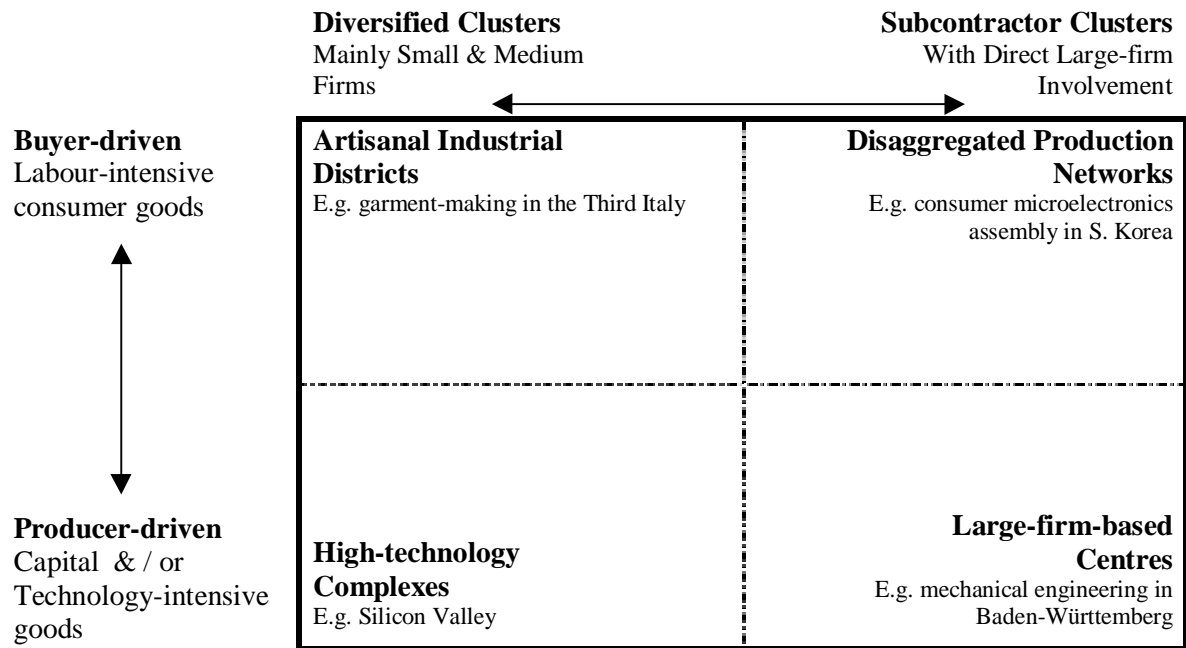 Diversified Clusters
Mainly Small & Medium
Firms
Subcontractor Clusters
With Direct Large-firm
Involvement
Buyer-driven
Labour-intensive
consumer goods
Artisanal Industrial
Districts
E.g. garment-making in the Third Italy
Disaggregated Production
Networks
E.g. consumer microelectronics
assembly in S. Korea
Producer-driven
Capital & / or
Technology-intensive
goods
High-technology
Complexes
E.g. Silicon Valley
Large-firm-based
Centres
E.g. mechanical engineering in
Baden-Württemberg